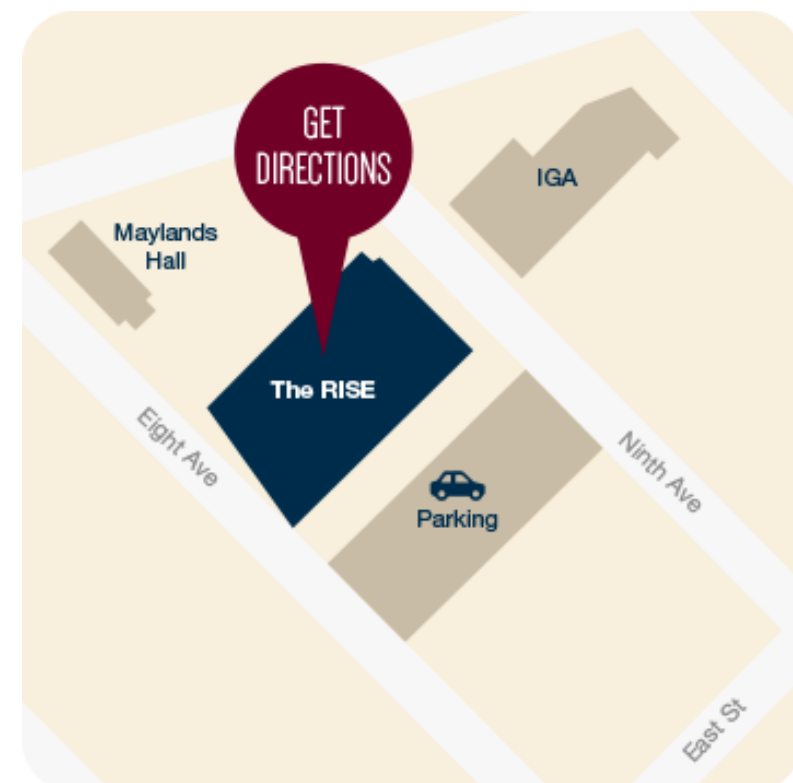 GET
DIRECTIONS
IGA
Maylands
Hall
The RISE
Eight Ave
Ninth Ave
Parking
East St